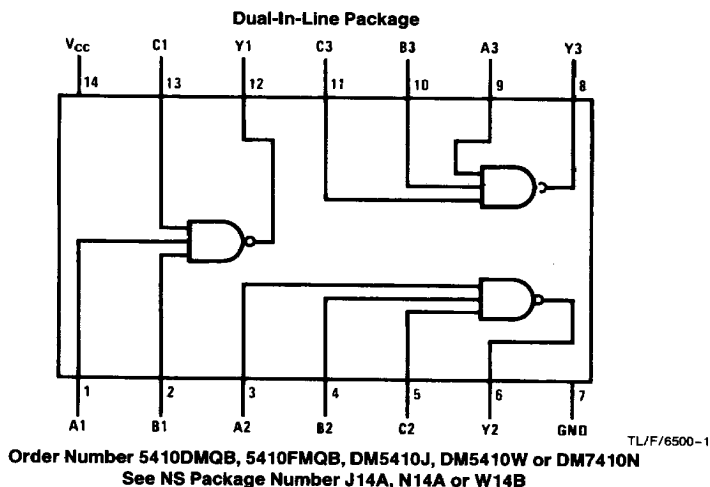 Dual-In-Line Package
VCC C1 Y1 C3 B3 A3 Y3
14 13 12 11 10 9 8
1 2 3 4 5 6 7
A1 B1 A2 B2 C2 Y2 GND
TL/F/6500-1
Order Number 5410DMQB, 5410FMQB, DM5410J, DM5410W or DM7410N
See NS Package Number J14A, N14A or W14B